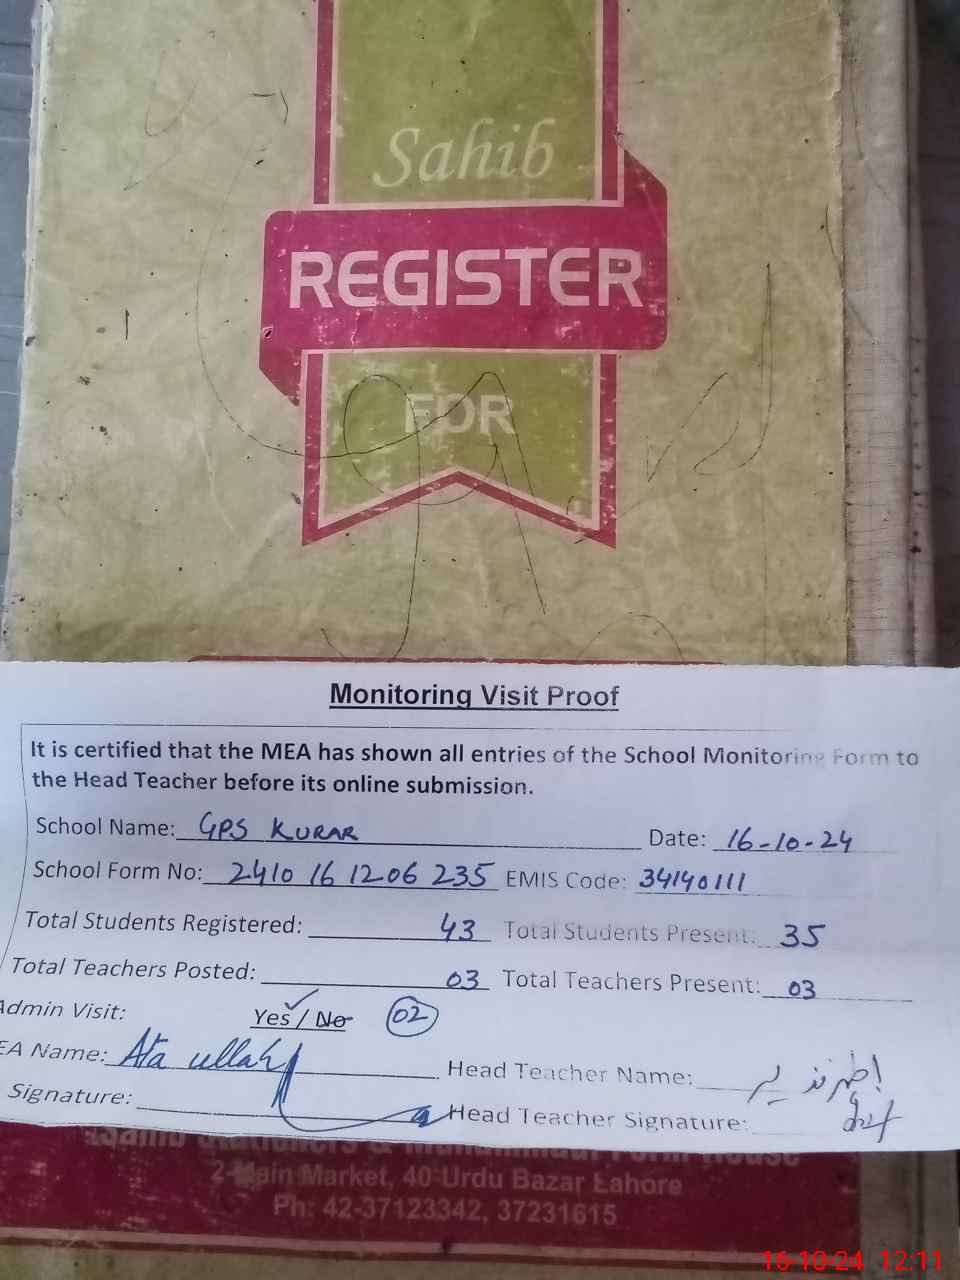 Sahib
REGISTER
FOR
Monitoring Visit Proof
It is certified that the MEA has shown all entries of the School Monitoring Form to
the Head Teacher before its online submission.
School Name: GPS KURAR Date: 16-10-24
School Form No: 2410 16 1206 235 EMIS Code: 34140111
Total Students Registered: 43 Total Students Present: 35
Total Teachers Posted: 03 Total Teachers Present: 03
Admin Visit: Yes / No 02
EA Name: Ata ullah Head Teacher Name: اطہر نذیر
Signature: Head Teacher Signature:
2-Main Market, 40-Urdu Bazar Lahore
Ph: 42-37123342, 37231615
16-10-24 12:11